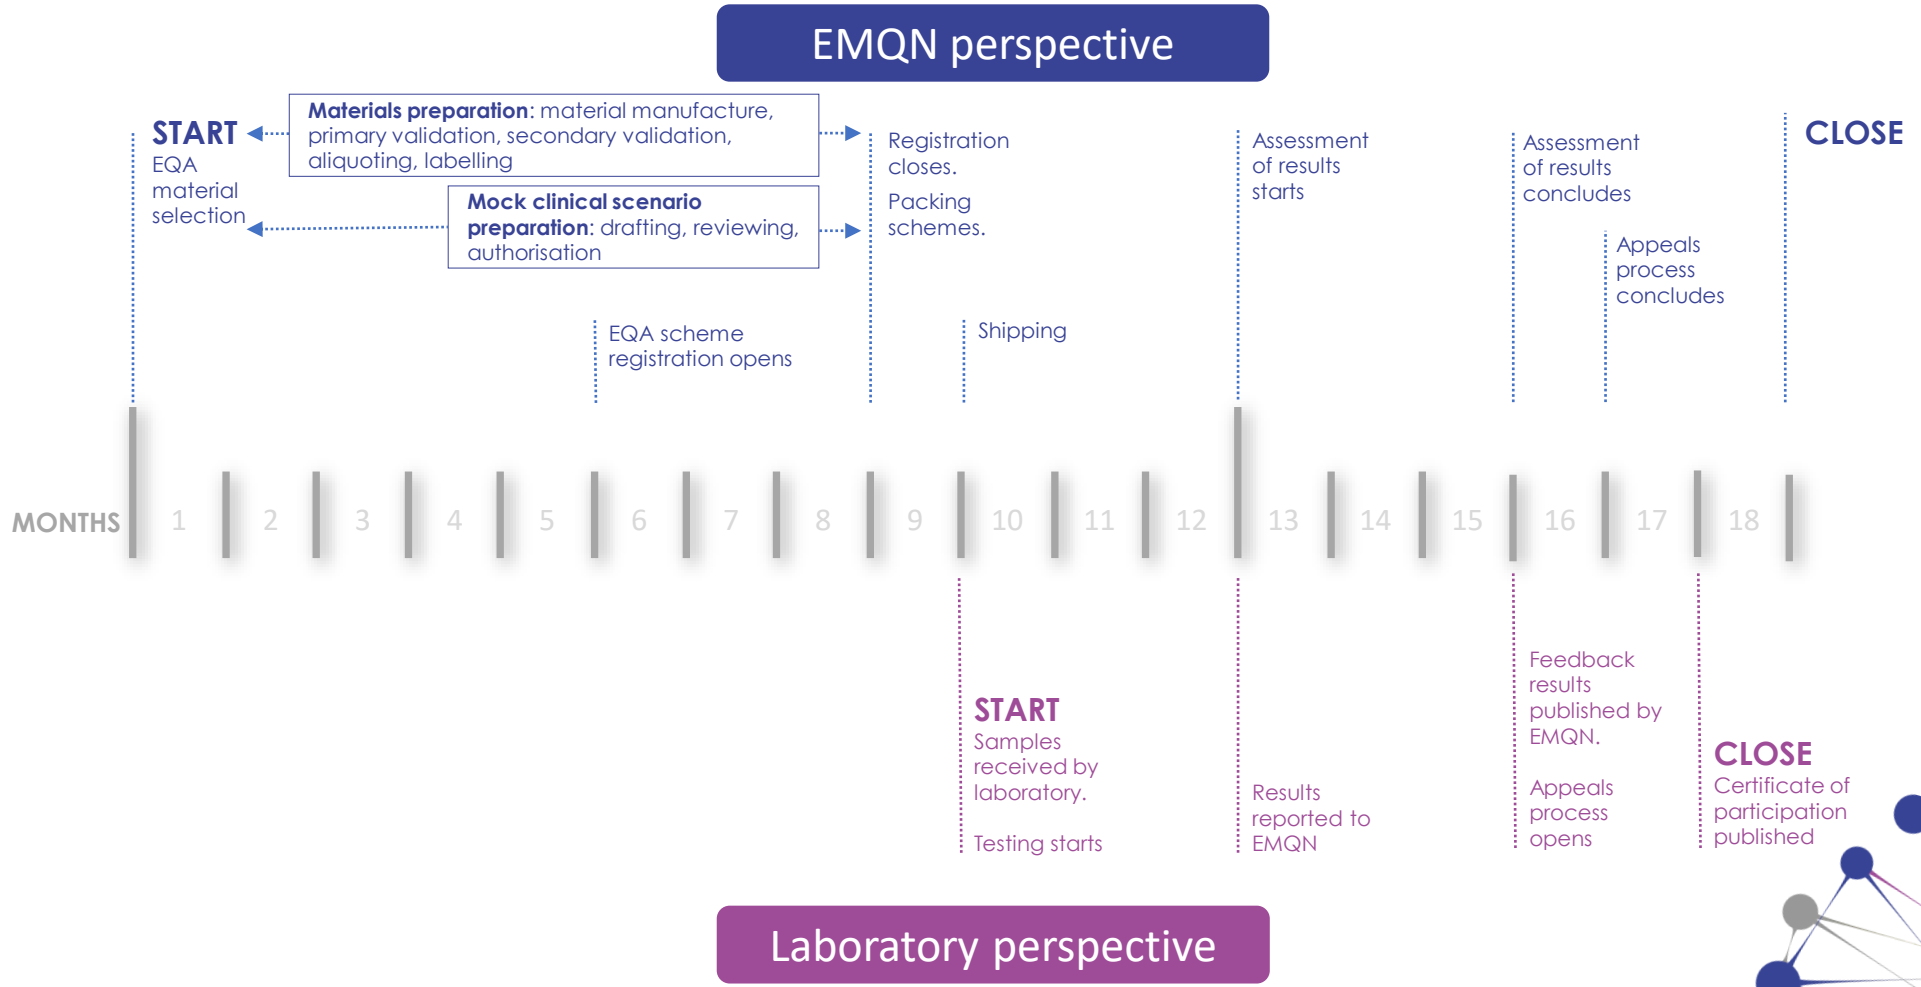 EMQN perspective
START
EQA
material
selection
Materials preparation: material manufacture,
primary validation, secondary validation,
aliquoting, labelling
Mock clinical scenario
preparation: drafting, reviewing,
authorisation
EQA scheme
registration opens
Registration
closes.
Packing
schemes.
Shipping
Assessment
of results
starts
Assessment
of results
concludes
Appeals
process
concludes
CLOSE
MONTHS 1 2 3 4 5 6 7 8 9 10 11 12 13 14 15 16 17 18
START
Samples
received by
laboratory.
Testing starts
Results
reported to
EMQN
Feedback
results
published by
EMQN.
Appeals
process
opens
CLOSE
Certificate of
participation
published
Laboratory perspective